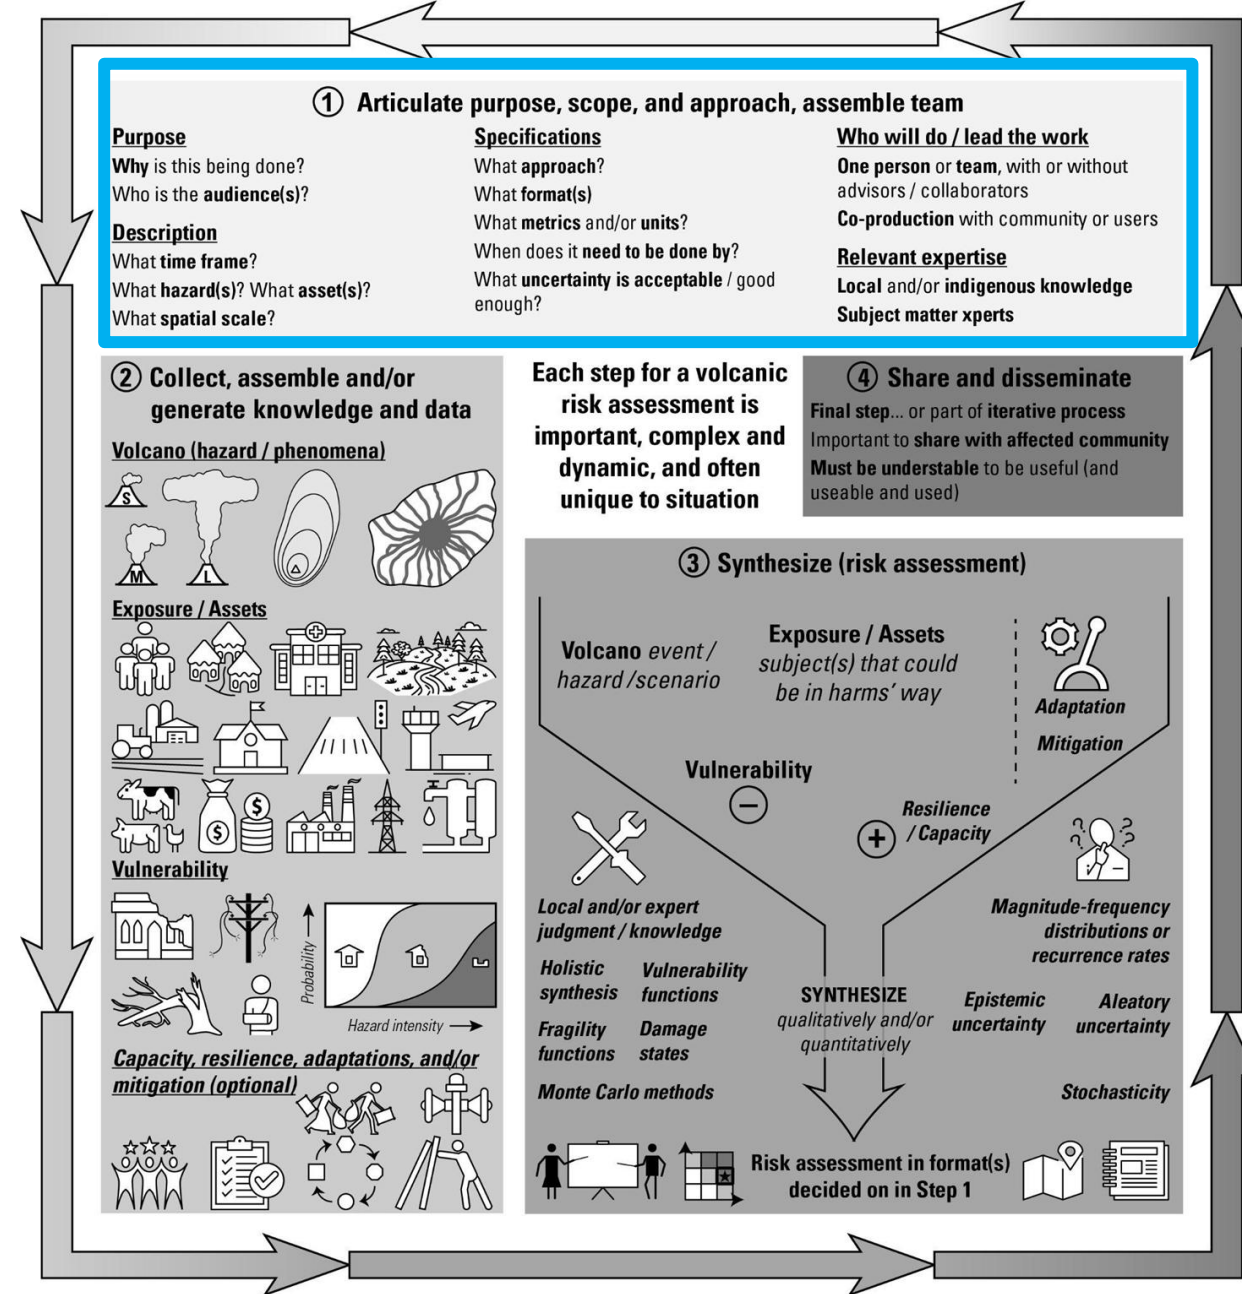 ① Articulate purpose, scope, and approach, assemble team
Purpose
Why is this being done?
Who is the audience(s)?
Description
What time frame?
What hazard(s)? What asset(s)?
What spatial scale?
Specifications
What approach?
What format(s)
What metrics and/or units?
When does it need to be done by?
What uncertainty is acceptable / good
enough?
Who will do / lead the work
One person or team, with or without
advisors / collaborators
Co-production with community or users
Relevant expertise
Local and/or indigenous knowledge
Subject matter xperts
② Collect, assemble and/or
generate knowledge and data
Volcano (hazard / phenomena)
S
M
L
Exposure / Assets
$
$
Vulnerability
Probability
Hazard intensity
Capacity, resilience, adaptations, and/or
mitigation (optional)
Each step for a volcanic
risk assessment is
important, complex and
dynamic, and often
unique to situation
④ Share and disseminate
Final step... or part of iterative process
Important to share with affected community
Must be understable to be useful (and
useable and used)
③ Synthesize (risk assessment)
Volcano event /
hazard /scenario
Exposure / Assets
subject(s) that could
be in harms' way
Adaptation
Mitigation
Vulnerability
−
+
Resilience
/ Capacity
? ? ?
Local and/or expert
judgment / knowledge
Holistic
synthesis
Vulnerability
functions
Fragility
functions
Damage
states
Monte Carlo methods
SYNTHESIZE
qualitatively and/or
quantitatively
Magnitude-frequency
distributions or
recurrence rates
Epistemic
uncertainty
Aleatory
uncertainty
Stochasticity
Risk assessment in format(s)
decided on in Step 1